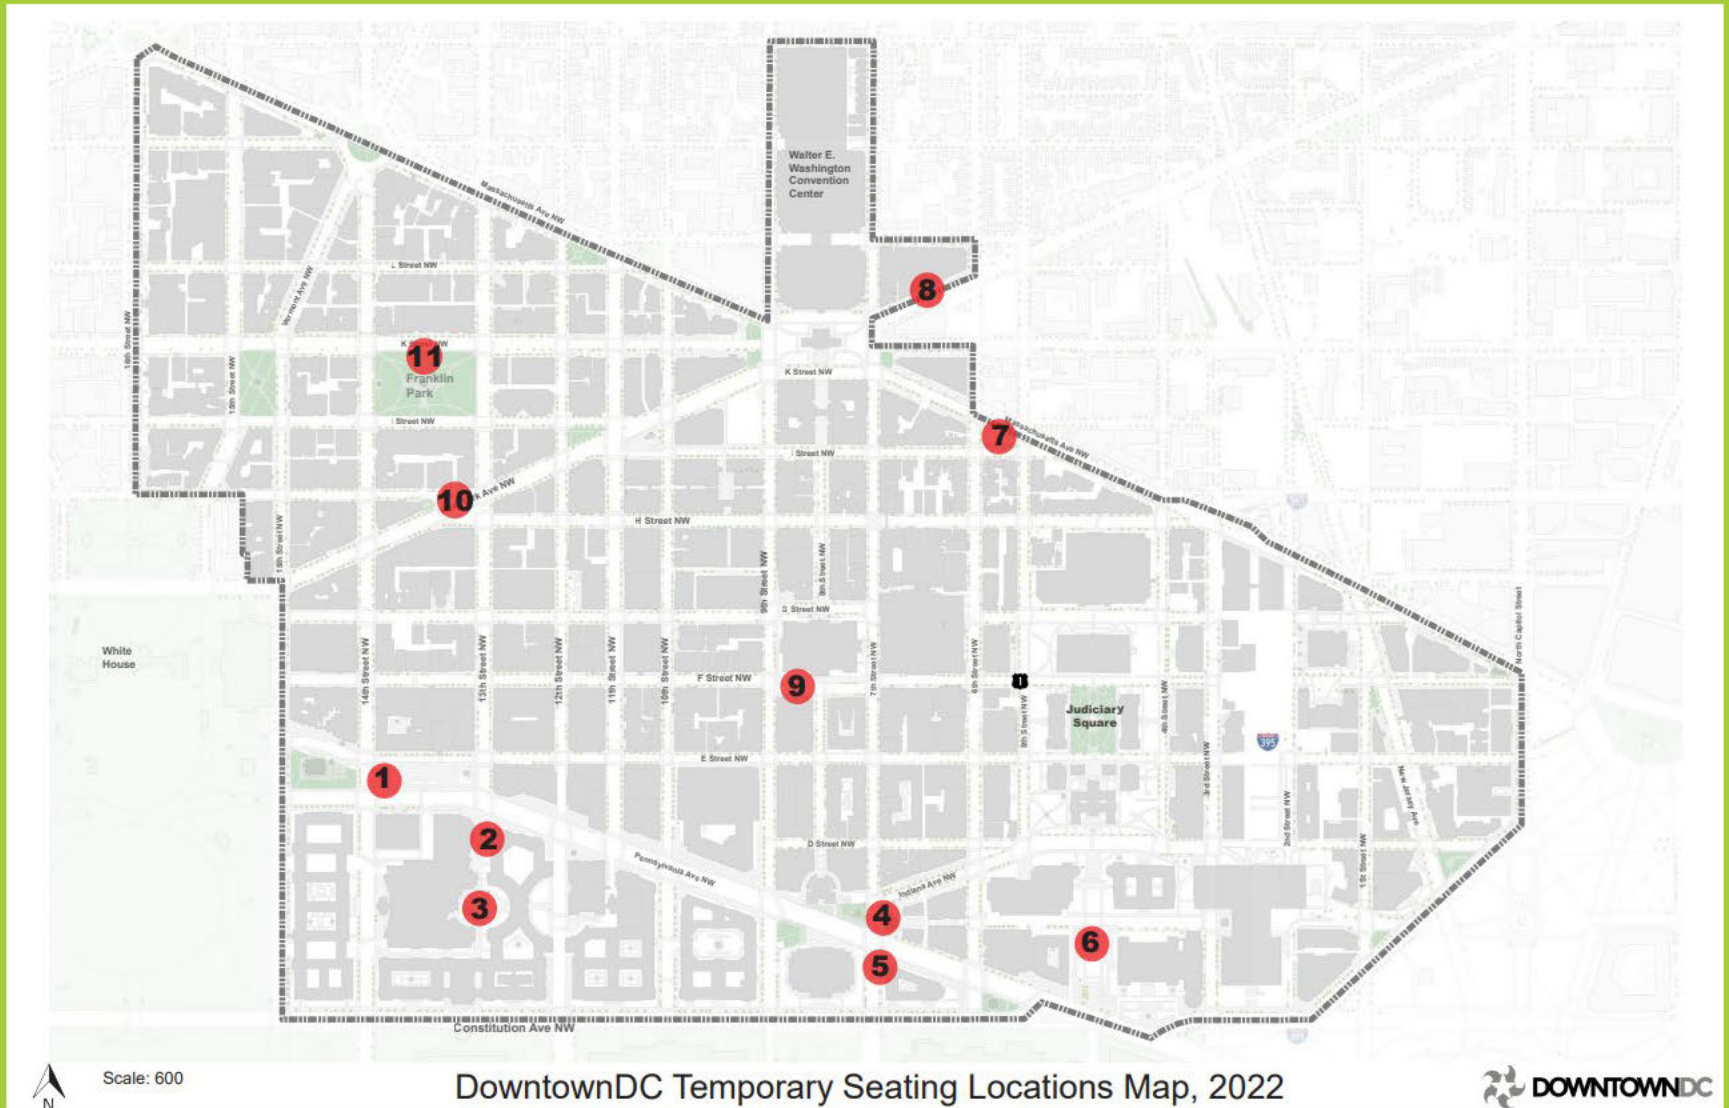 Walter E.
Washington
Convention
Center
Massachusetts Ave NW
8
L Street NW
Vermont Ave NW
16th Street NW
K Street NW
11
Franklin
Park
15th Street NW
K Street NW
I Street NW
7
Massachusetts Ave NW
I Street NW
10
k Ave NW
H Street NW
15th Street NW
9th Street NW
8th Street NW
G Street NW
White
House
14th Street NW
13th Street NW
12th Street NW
11th Street NW
10th Street NW
F Street NW
9
7th Street NW
6th Street NW
1
5th Street NW
Judiciary
Square
4th Street NW
North Capitol Street
395
E Street NW
1
3rd Street NW
New Jersey Ave
2nd Street NW
1St Street NW
2
D Street NW
Pennsylvania Ave NW
Indiana Ave NW
3
4
5
6
Constitution Ave NW
N
Scale: 600
DowntownDC Temporary Seating Locations Map, 2022
DOWNTOWNDC